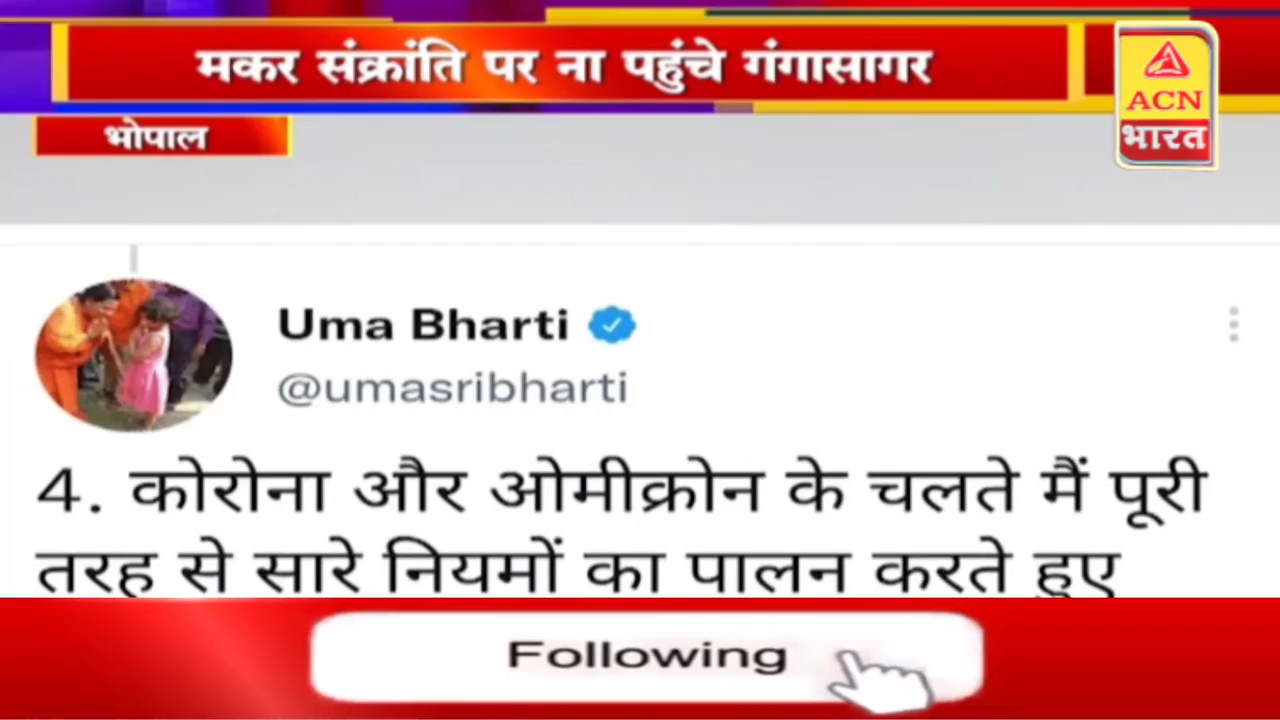 मकर संक्रांति पर ना पहुंचे गंगासागर
ACN
भारत
भोपाल
Uma Bharti
@umasribharti
4. कोरोना और ओमीक्रोन के चलते मैं पूरी
तरह से सारे नियमों का पालन करते हुए
Following